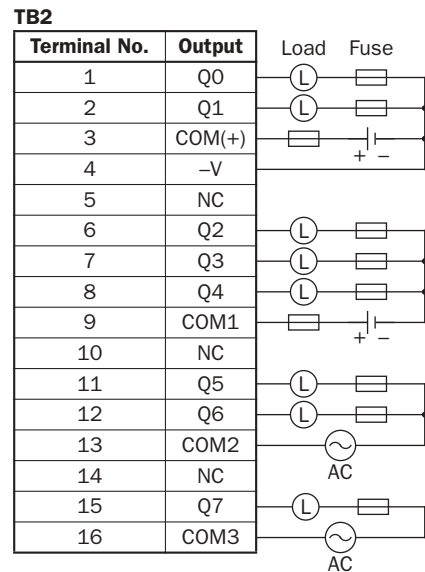 TB2
Terminal No. Output Load Fuse
1 Q0 L
2 Q1 L
3 COM(+) + –
4 –V
5 NC
6 Q2 L
7 Q3 L
8 Q4 L
9 COM1 + –
10 NC
11 Q5 L
12 Q6 L
13 COM2
AC
14 NC
15 Q7 L
16 COM3
AC